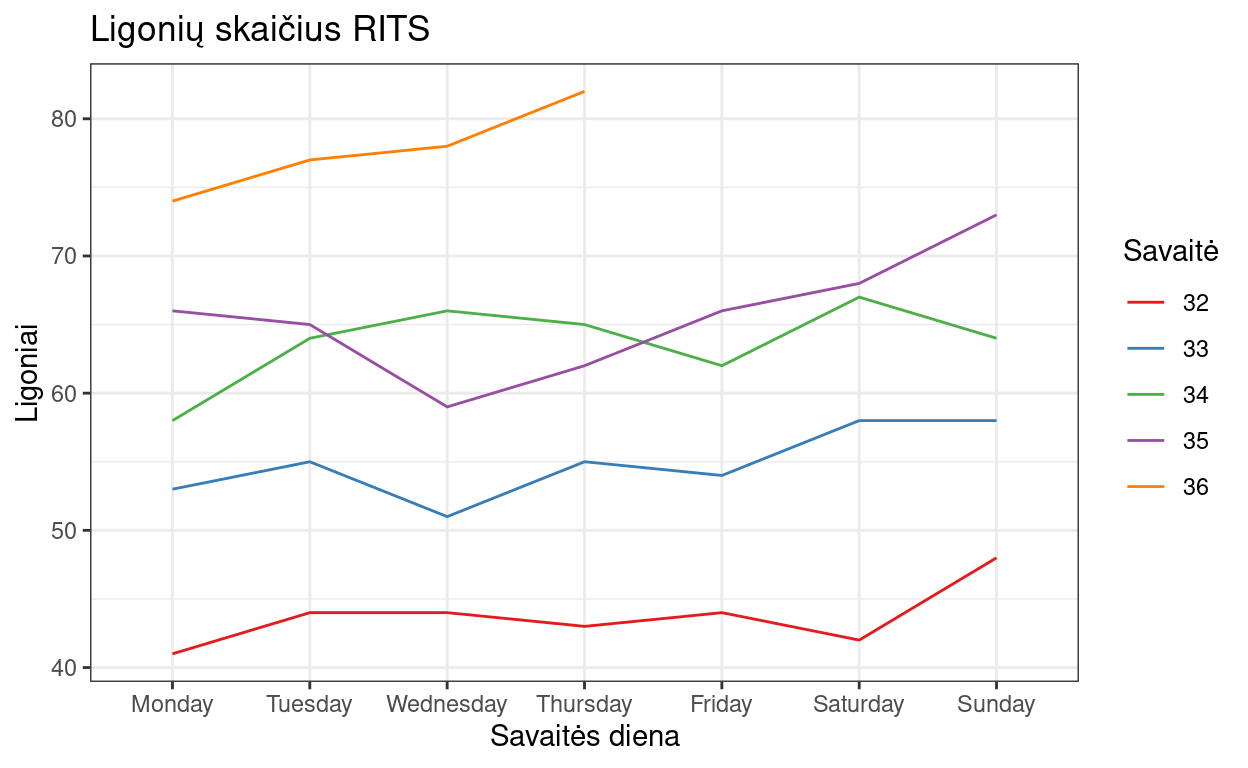 Ligonių skaičius RITS
80
70
60
50
40
Ligoniai
Monday Tuesday Wednesday Thursday Friday Saturday Sunday
Savaitės diena
Savaitė
32
33
34
35
36